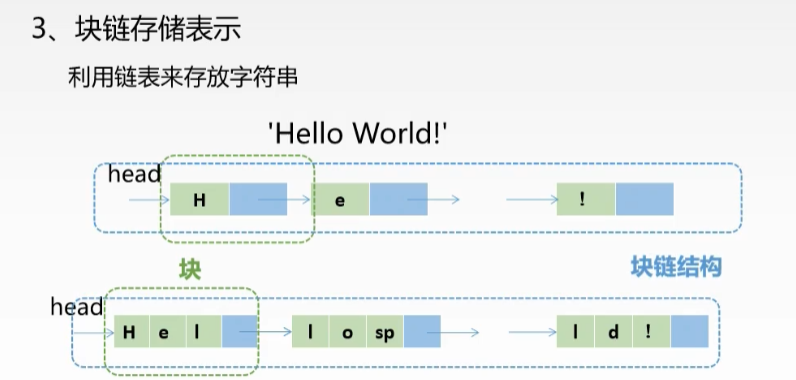 3、块链存储表示
利用链表来存放字符串
'Hello World!'
head
H e !
块 块链结构
head
H e l l o sp l d !